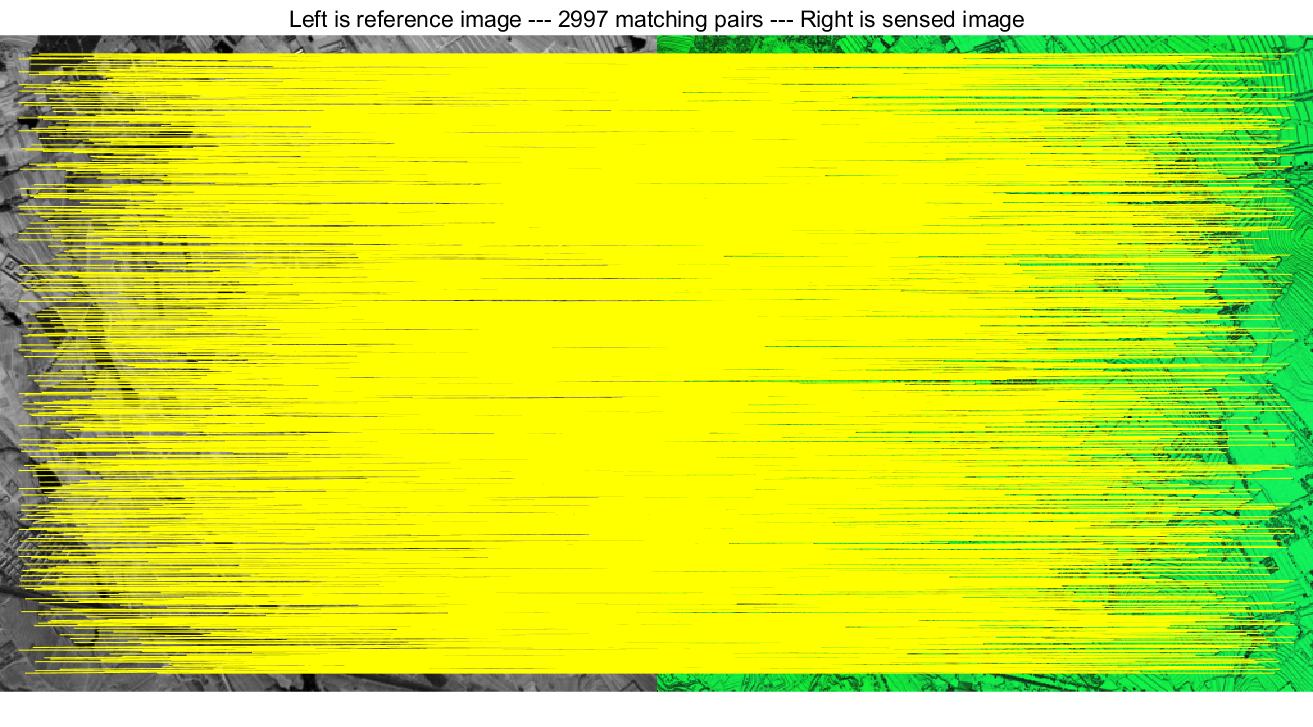 Left is reference image --- 2997 matching pairs --- Right is sensed image